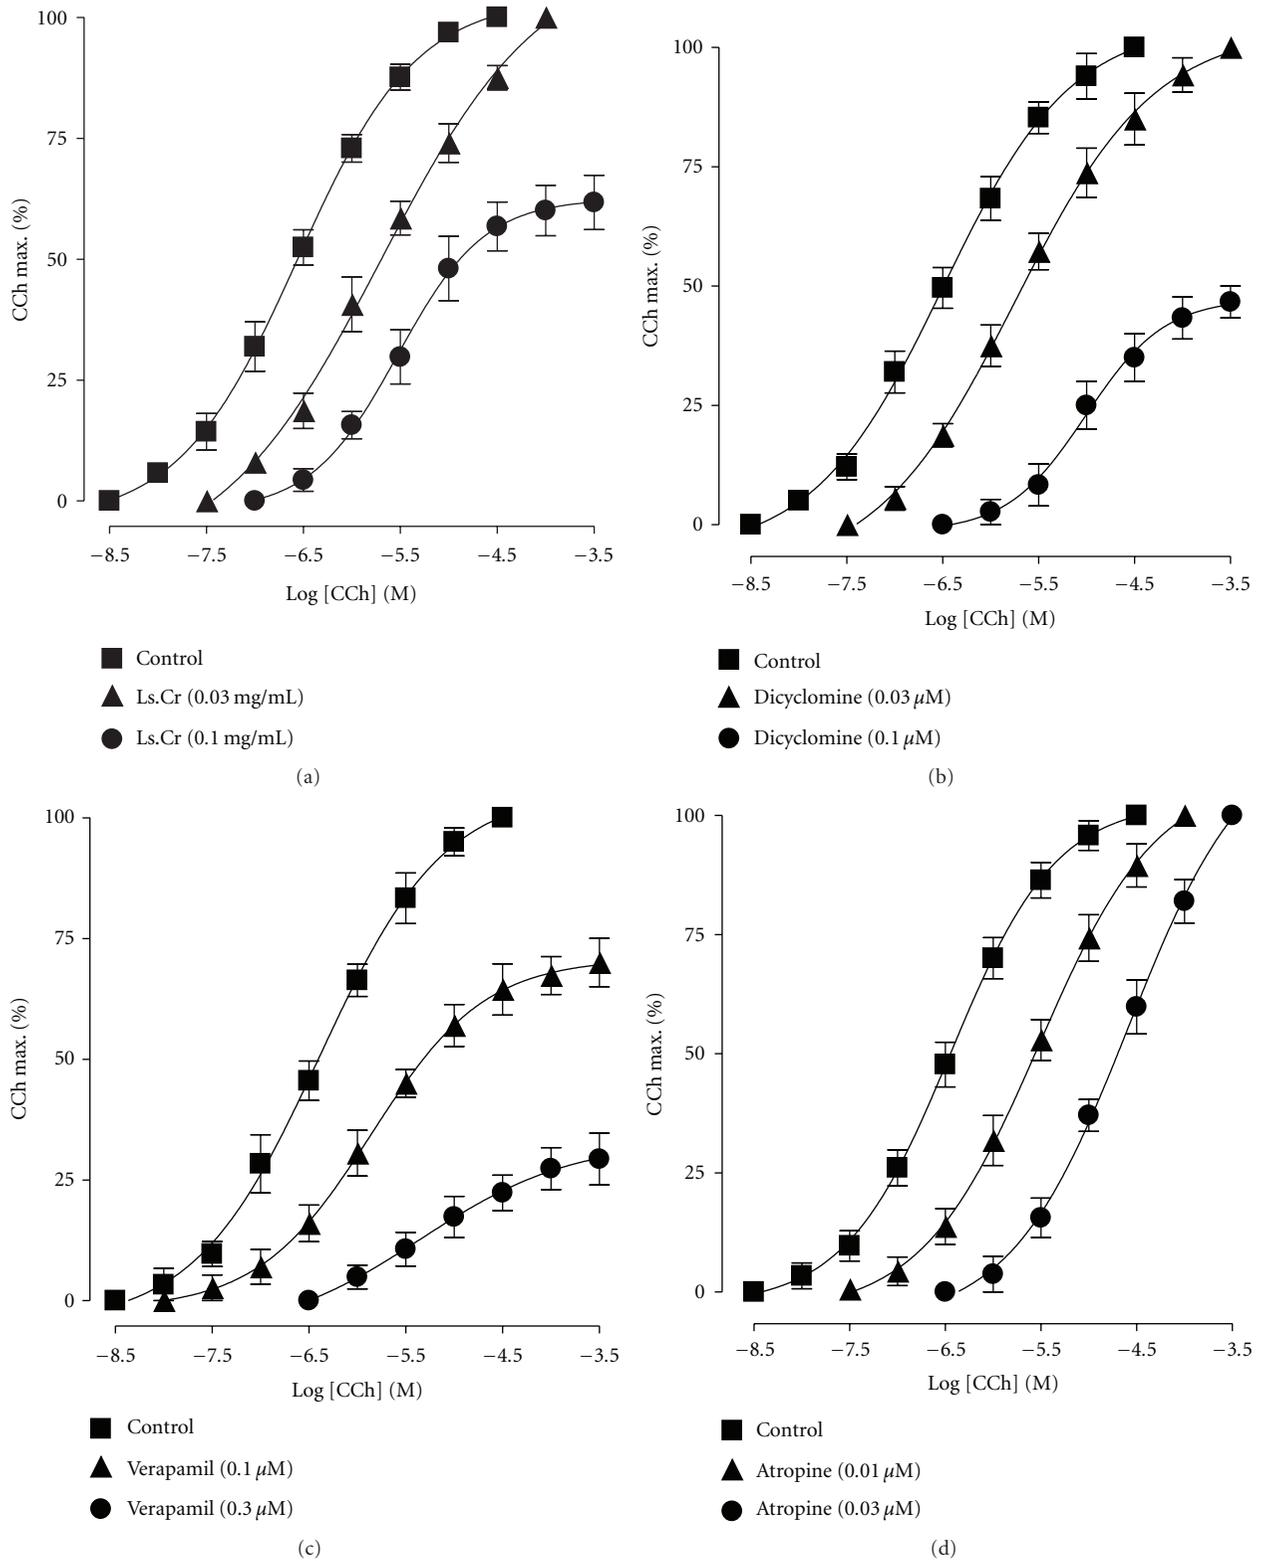 100
75
50
25
0
CCh max. (%)
−8.5 −7.5 −6.5 −5.5 −4.5 −3.5
Log [CCh] (M)
Control
Ls.Cr (0.03 mg/mL)
Ls.Cr (0.1 mg/mL)
(a)
100
75
50
25
0
CCh max. (%)
−8.5 −7.5 −6.5 −5.5 −4.5 −3.5
Log [CCh] (M)
Control
Dicyclomine (0.03 µM)
Dicyclomine (0.1 µM)
(b)
100
75
50
25
0
CCh max. (%)
−8.5 −7.5 −6.5 −5.5 −4.5 −3.5
Log [CCh] (M)
Control
Verapamil (0.1 µM)
Verapamil (0.3 µM)
(c)
100
75
50
25
0
CCh max. (%)
−8.5 −7.5 −6.5 −5.5 −4.5 −3.5
Log [CCh] (M)
Control
Atropine (0.01 µM)
Atropine (0.03 µM)
(d)